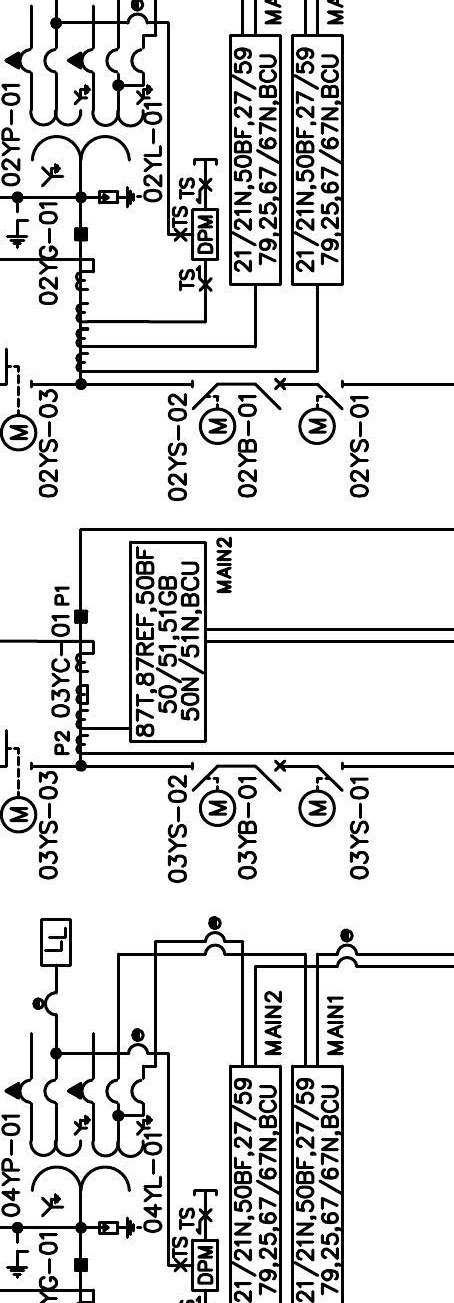 MA
MA
02YP-01
02YL-01
02YG-01
TS
TS
TS
DPM
21/21N,50BF,27/59
79,25,67/67N,BCU
21/21N,50BF,27/59
79,25,67/67N,BCU
M
02YS-03
02YS-02
M
02YB-01
M
02YS-01
P2 03YC-01 P1
87T,87REF,50BF
50/51,51GB
50N/51N,BCU
MAIN2
M
03YS-03
03YS-02
M
03YB-01
M
03YS-01
LL
04YP-01
04YL-01
YG-01
TS
TS
DPM
MAIN2
21/21N,50BF,27/59
79,25,67/67N,BCU
MAIN1
21/21N,50BF,27/59
79,25,67/67N,BCU